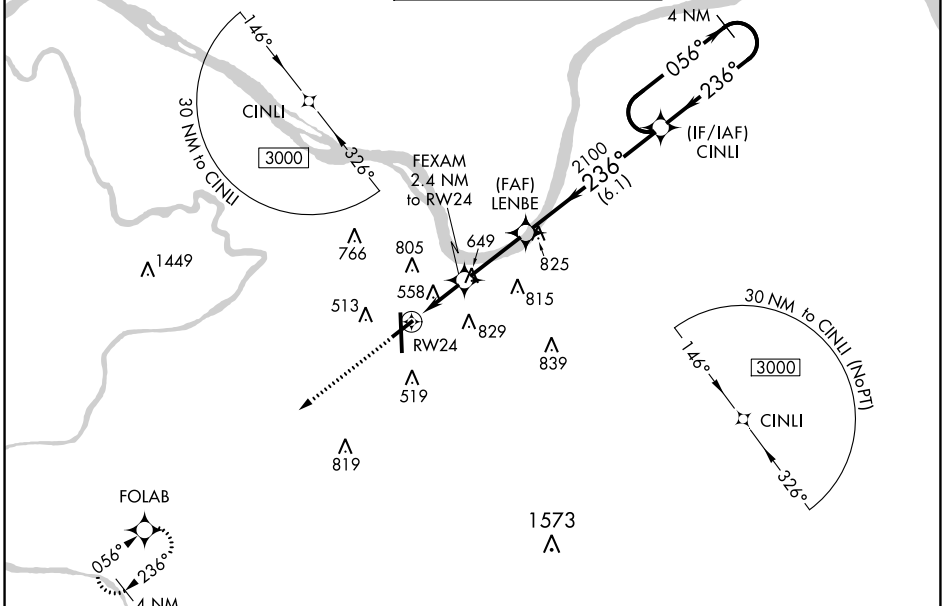 4 NM
146°
056°
236°
CINLI
30 NM to CINLI
3000
326°
(IF/IAF)
CINLI
FEXAM
2.4 NM
to RW24
2100
236°
(6.1)
(FAF)
LENBE
649
766
805
825
1449
558
815
513
829
RW24
839
519
30 NM to CINLI (NoPT)
146°
3000
CINLI
326°
819
FOLAB
056°
236°
4 NM
1573